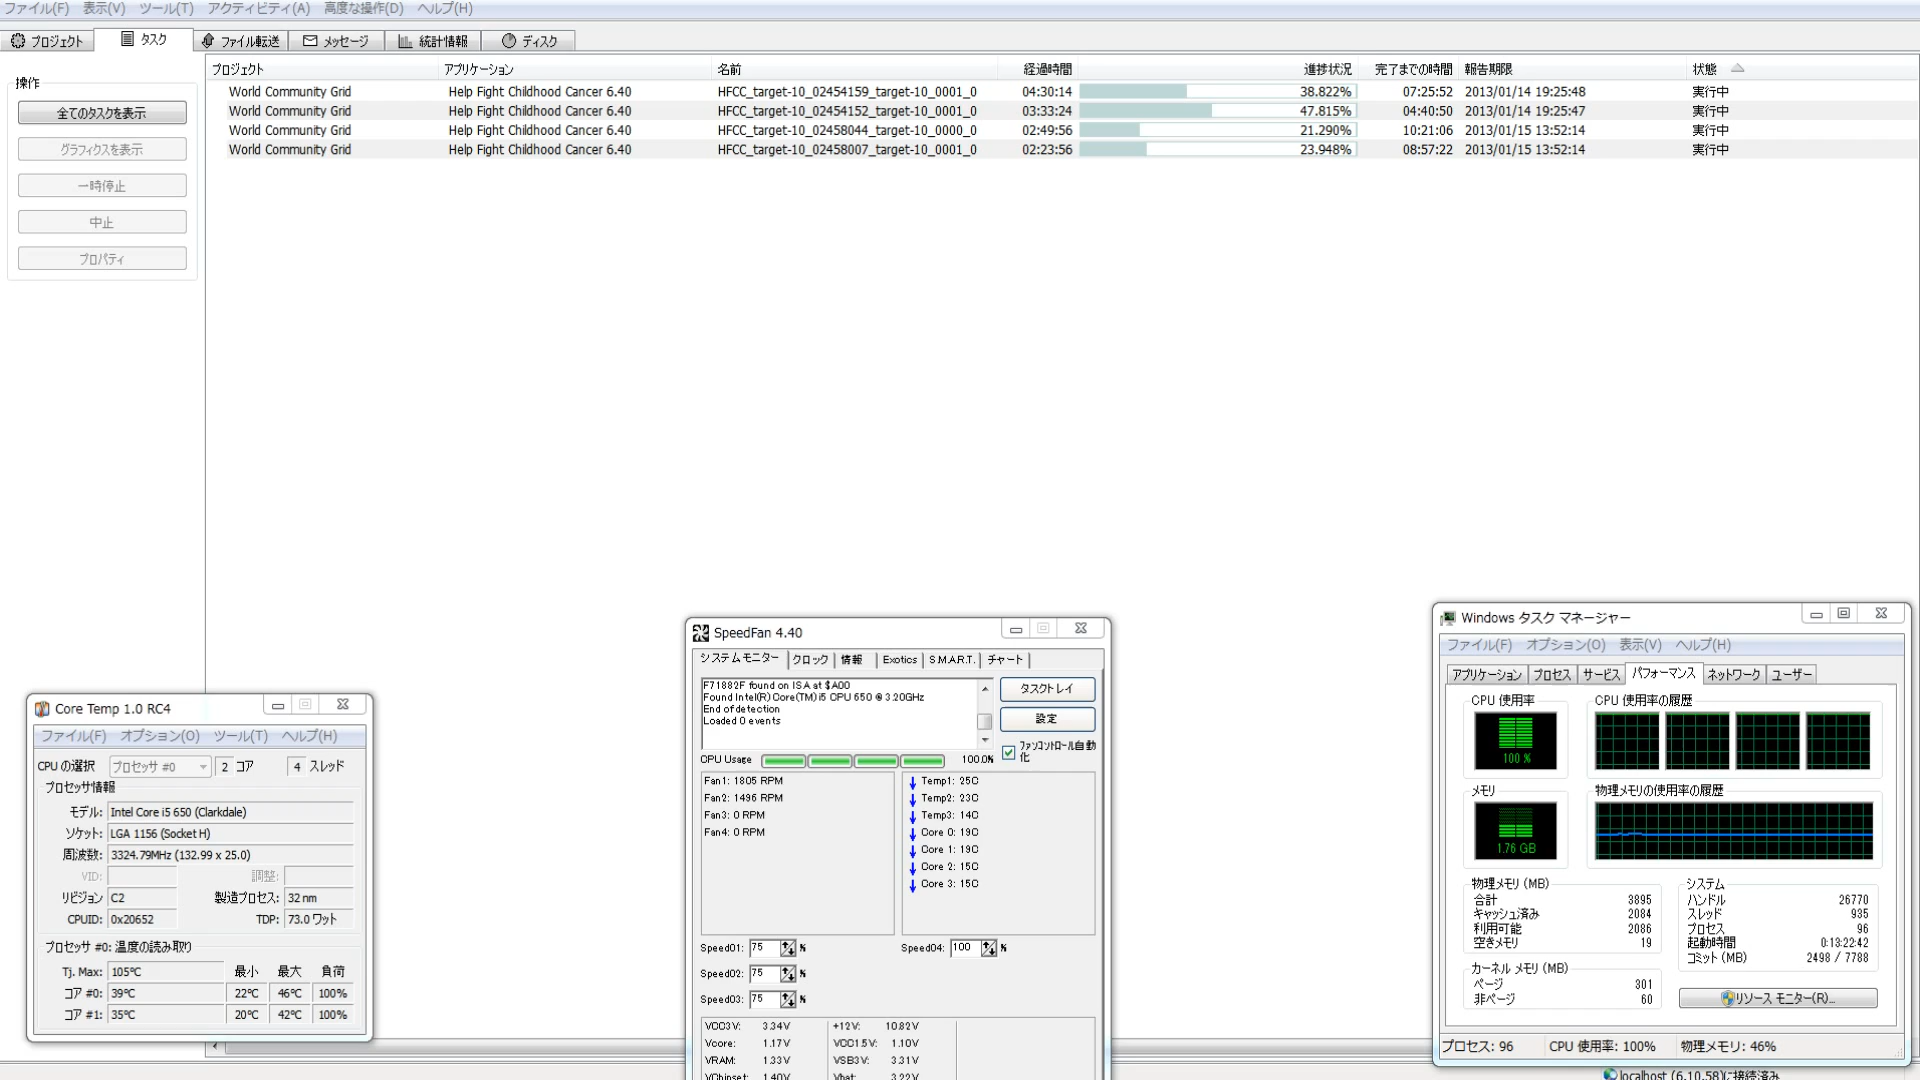 ファイル(F) 表示(V) ツール(T) アクティビティ(A) 高度な操作(D) ヘルプ(H)
プロジェクト タスク ファイル転送 メッセージ 統計情報 ディスク
操作
全てのタスクを表示
グラフィクスを表示
一時停止
中止
プロパティ
プロジェクト アプリケーション 名前 経過時間 進捗状況 完了までの時間 報告期限 状態
World Community Grid Help Fight Childhood Cancer 6.40 HFCC_target-10_02454159_target-10_0001_0 04:30:14 38.822% 07:25:52 2013/01/14 19:25:48 実行中
World Community Grid Help Fight Childhood Cancer 6.40 HFCC_target-10_02454152_target-10_0001_0 03:33:24 47.815% 04:40:50 2013/01/14 19:25:47 実行中
World Community Grid Help Fight Childhood Cancer 6.40 HFCC_target-10_02458044_target-10_0000_0 02:49:56 21.290% 10:21:06 2013/01/15 13:52:14 実行中
World Community Grid Help Fight Childhood Cancer 6.40 HFCC_target-10_02458007_target-10_0001_0 02:23:56 23.948% 08:57:22 2013/01/15 13:52:14 実行中
Core Temp 1.0 RC4
ファイル(F) オプション(O) ツール(T) ヘルプ(H)
CPU の選択 プロセッサ #0 2 コア 4 スレッド
プロセッサ情報
モデル: Intel Core i5 650 (Clarkdale)
ソケット: LGA 1156 (Socket H)
周波数: 3324.79MHz (132.99 x 25.0)
VID: 調整:
リビジョン C2 製造プロセス: 32 nm
CPUID: 0x20652 TDP: 73.0 ワット
プロセッサ #0: 温度の読み取り
Tj. Max: 105℃ 最小 最大 負荷
コア #0: 39℃ 22℃ 46℃ 100%
コア #1: 35℃ 20℃ 42℃ 100%
SpeedFan 4.40
システムモニター クロック 情報 Exotics S.M.A.R.T. チャート
F71882F found on ISA at $A00
Found Intel(R) Core(TM) i5 CPU 650 @ 3.20GHz
End of detection
Loaded 0 events
タスクトレイ
設定
ファンコントロール自動化
CPU Usage 100.0%
Fan1: 1805 RPM
Fan2: 1496 RPM
Fan3: 0 RPM
Fan4: 0 RPM
Temp1: 25C
Temp2: 23C
Temp3: 14C
Core 0: 19C
Core 1: 19C
Core 2: 15C
Core 3: 15C
Speed01: 75 % Speed04: 100 %
Speed02: 75 %
Speed03: 75 %
VCC3V: 3.34V +12V: 10.82V
Vcore: 1.17V VCC1.5V: 1.10V
VRAM: 1.33V VSB3V: 3.31V
VChipset: 1.40V Vbat: 3.22V
Windows タスク マネージャー
ファイル(F) オプション(O) 表示(V) ヘルプ(H)
アプリケーション プロセス サービス パフォーマンス ネットワーク ユーザー
CPU 使用率 CPU 使用率の履歴
100 %
メモリ 物理メモリの使用率の履歴
1.76 GB
物理メモリ (MB)
合計 3895
キャッシュ済み 2084
利用可能 2086
空きメモリ 19
カーネル メモリ (MB)
ページ 301
非ページ 60
システム
ハンドル 26770
スレッド 935
プロセス 96
起動時間 0:13:22:42
コミット (MB) 2498 / 7788
リソース モニター(R)...
プロセス: 96 CPU 使用率: 100% 物理メモリ: 46%
localhost (6.10.58)に接続済み